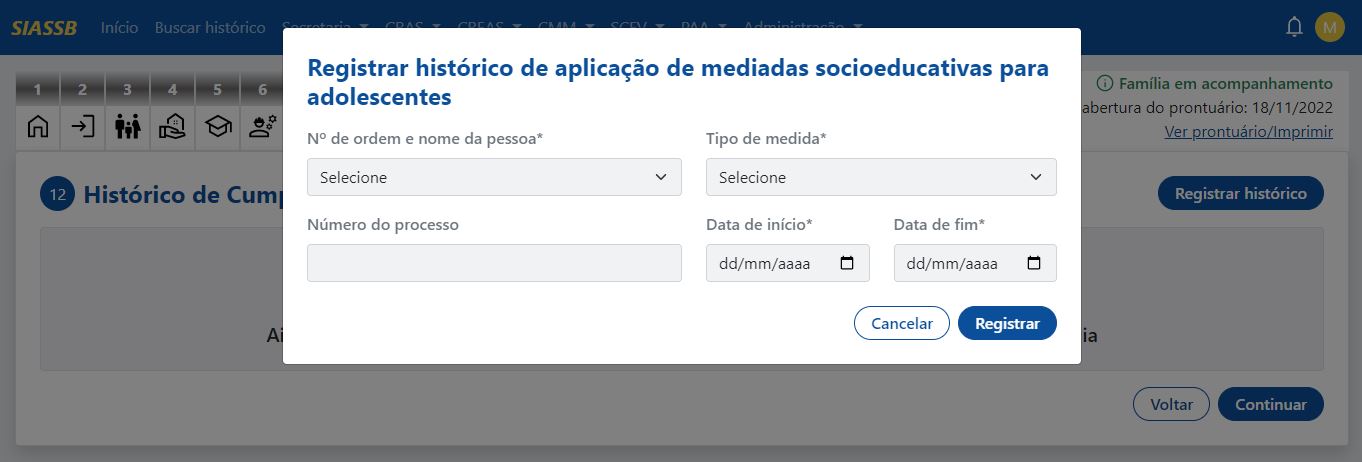 SIASSB Início Buscar histórico Secretaria CRAS CREAS CMM SCFV PAA Administração M
Registrar histórico de aplicação de mediadas socioeducativas para
adolescentes
1 2 3 4 5 6
Família em acompanhamento
abertura do prontuário: 18/11/2022
Ver prontuário/Imprimir
Nº de ordem e nome da pessoa* Tipo de medida*
Selecione Selecione
12 Histórico de Cump
Registrar histórico
Número do processo Data de início* Data de fim*
dd/mm/aaaa dd/mm/aaaa
Cancelar Registrar
Voltar Continuar